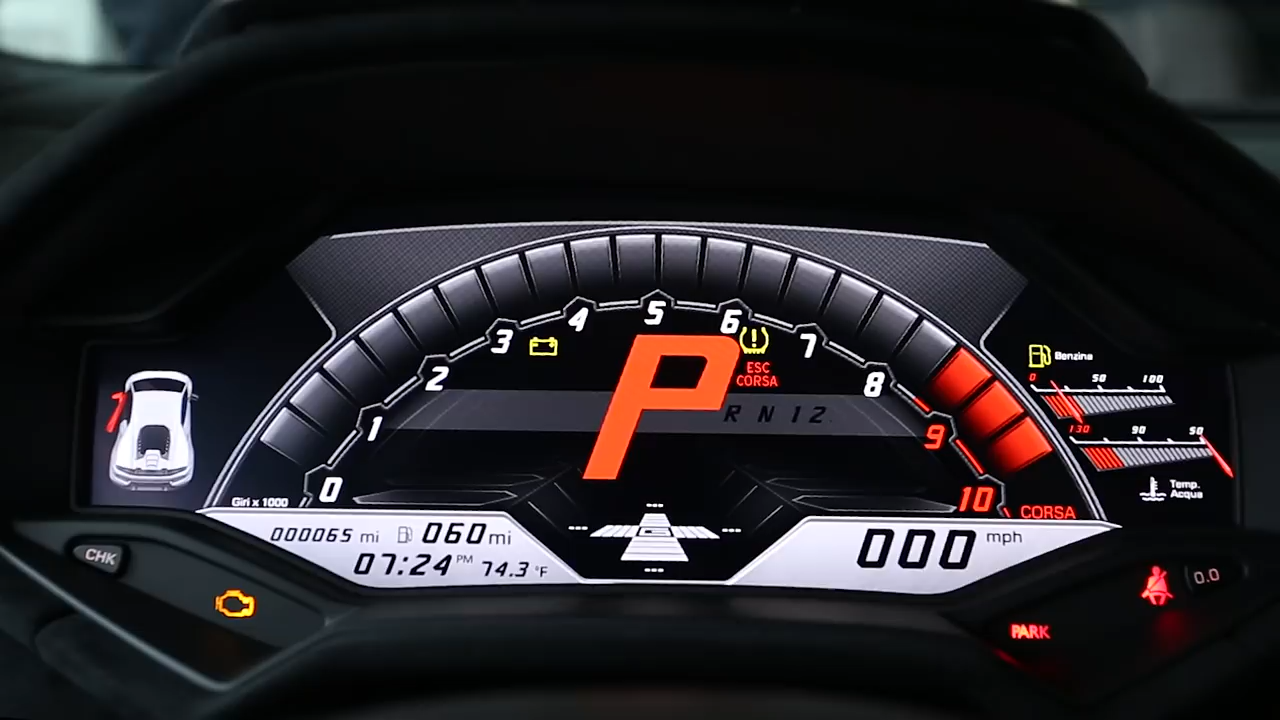 5
4 6
3 7
ESC
CORSA
2 8
P
R N 1 2
1 9
0 10
Giri x 1000
CORSA
Benzina
0 50 100
130 90 50
Temp.
Acqua
000065 mi 060 mi
07:24 PM 74.3 °F
000 mph
CHK
0.0
PARK